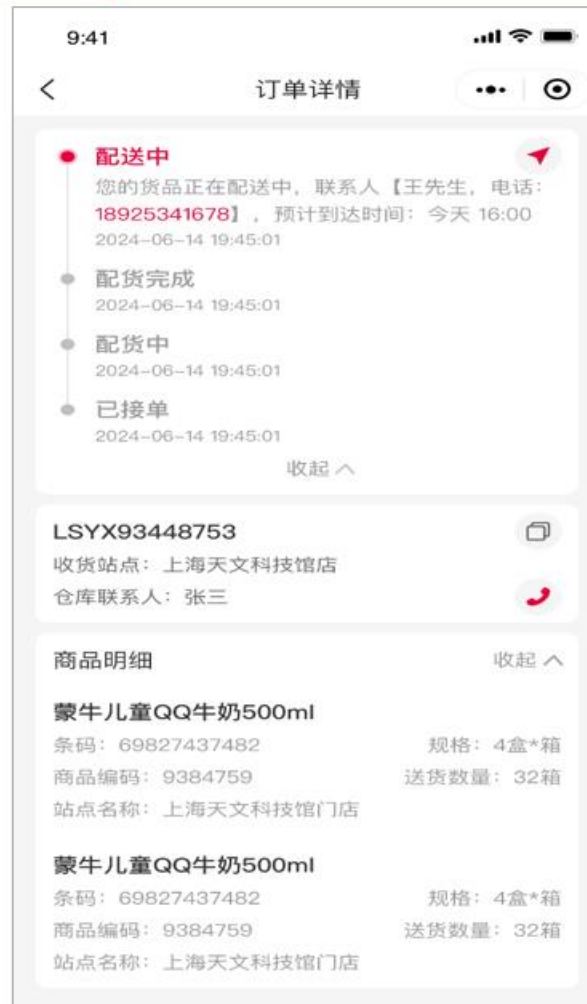 9:41
订单详情
配送中
您的货品正在配送中，联系人【王先生，电话：
18925341678】，预计到达时间：今天 16:00
2024-06-14 19:45:01
配货完成
2024-06-14 19:45:01
配货中
2024-06-14 19:45:01
已接单
2024-06-14 19:45:01
收起
LSYX93448753
收货站点：上海天文科技馆店
仓库联系人：张三
商品明细 收起
蒙牛儿童QQ牛奶500ml
条码：69827437482 规格：4盒*箱
商品编码：9384759 送货数量：32箱
站点名称：上海天文科技馆门店
蒙牛儿童QQ牛奶500ml
条码：69827437482 规格：4盒*箱
商品编码：9384759 送货数量：32箱
站点名称：上海天文科技馆门店